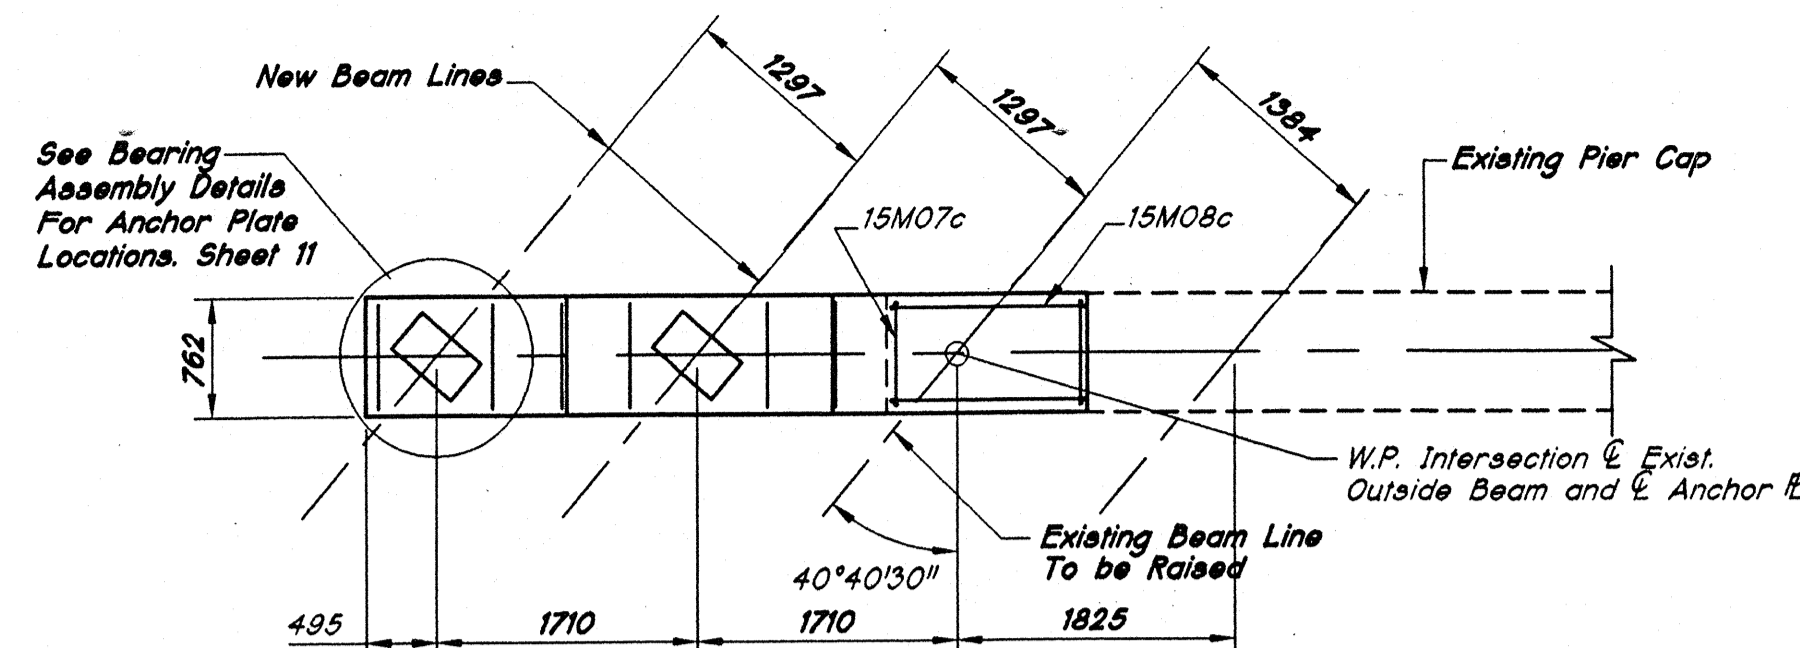 New Beam Lines
1297
1297
1384
See Bearing
Assembly Details
For Anchor Plate
Locations. Sheet 11
Existing Pier Cap
15M07c
15M08c
762
W.P. Intersection ℄ Exist.
Outside Beam and ℄ Anchor ⅊
Existing Beam Line
To be Raised
40°40'30"
495
1710
1710
1825